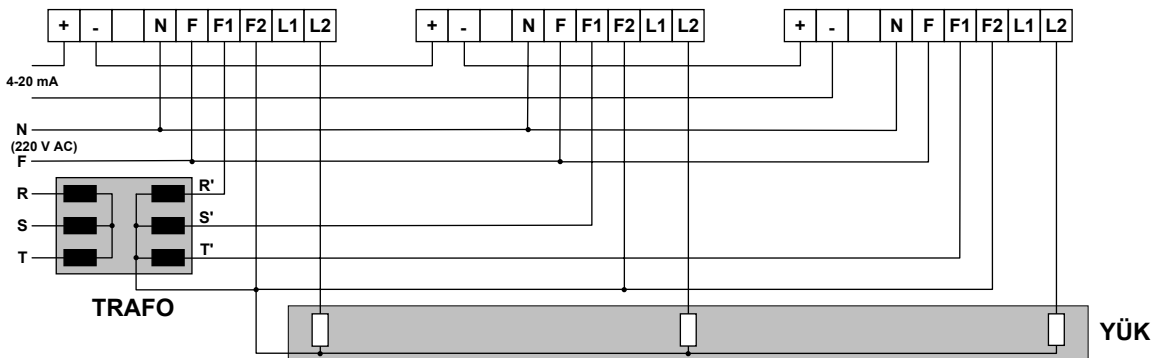 + - N F F1 F2 L1 L2 + - N F F1 F2 L1 L2 + - N F F1 F2 L1 L2
4-20 mA
N
(220 V AC)
F
R R'
S S'
T T'
TRAFO
YÜK